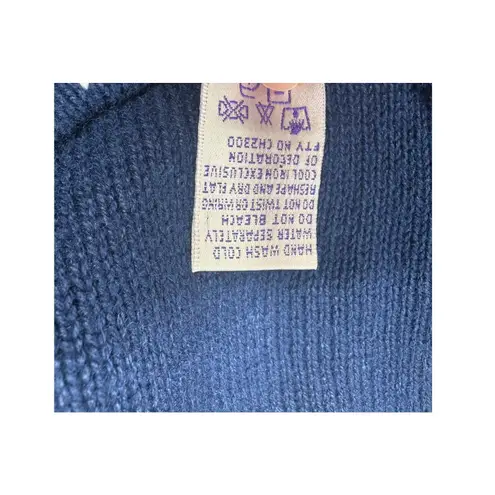 HAND WASH COLD
WATER SEPARATELY
DO NOT BLEACH
DO NOT TWIST OR WRING
RESHAPE AND DRY FLAT
COOL IRON EXCLUSIVE
OF DECORATION
FTY NO CH2300